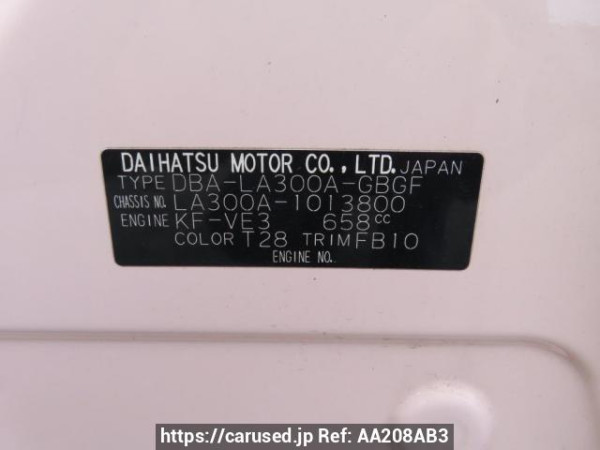 DAIHATSU MOTOR CO., LTD. JAPAN
TYPE DBA-LA300A-GBGF
CHASSIS NO. LA300A-1013800
ENGINE KF-VE3 658cc
COLOR T28 TRIM FB10
ENGINE NO.
https://carused.jp Ref: AA208AB3